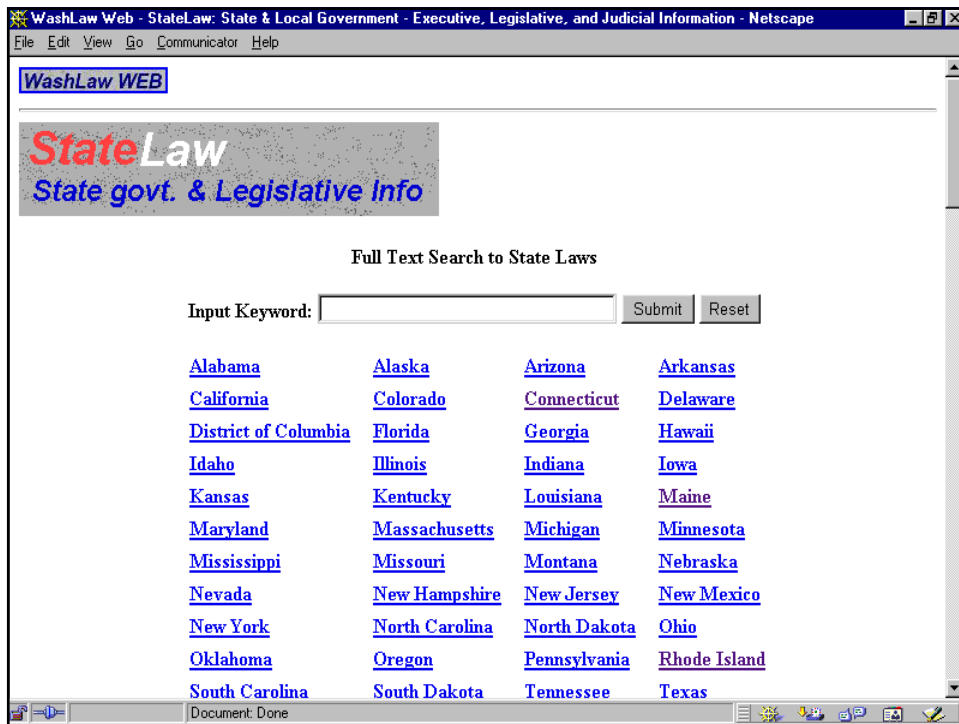 WashLaw Web - StateLaw: State & Local Government - Executive, Legislative, and Judicial Information - Netscape
File Edit View Go Communicator Help
WashLaw WEB
StateLaw
State govt. & Legislative Info
Full Text Search to State Laws
Input Keyword: Submit Reset
Alabama Alaska Arizona Arkansas
California Colorado Connecticut Delaware
District of Columbia Florida Georgia Hawaii
Idaho Illinois Indiana Iowa
Kansas Kentucky Louisiana Maine
Maryland Massachusetts Michigan Minnesota
Mississippi Missouri Montana Nebraska
Nevada New Hampshire New Jersey New Mexico
New York North Carolina North Dakota Ohio
Oklahoma Oregon Pennsylvania Rhode Island
South Carolina South Dakota Tennessee Texas
Document: Done